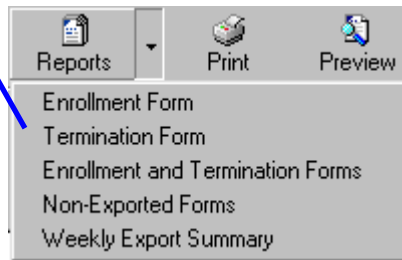 Reports Print Preview
Enrollment Form
Termination Form
Enrollment and Termination Forms
Non-Exported Forms
Weekly Export Summary